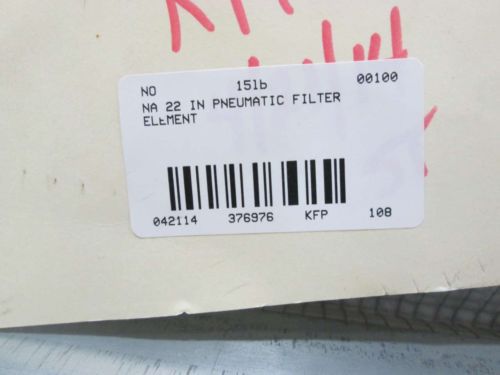 NO 151b 00100
NA 22 IN PNEUMATIC FILTER
ELEMENT
042114 376976 KFP 108